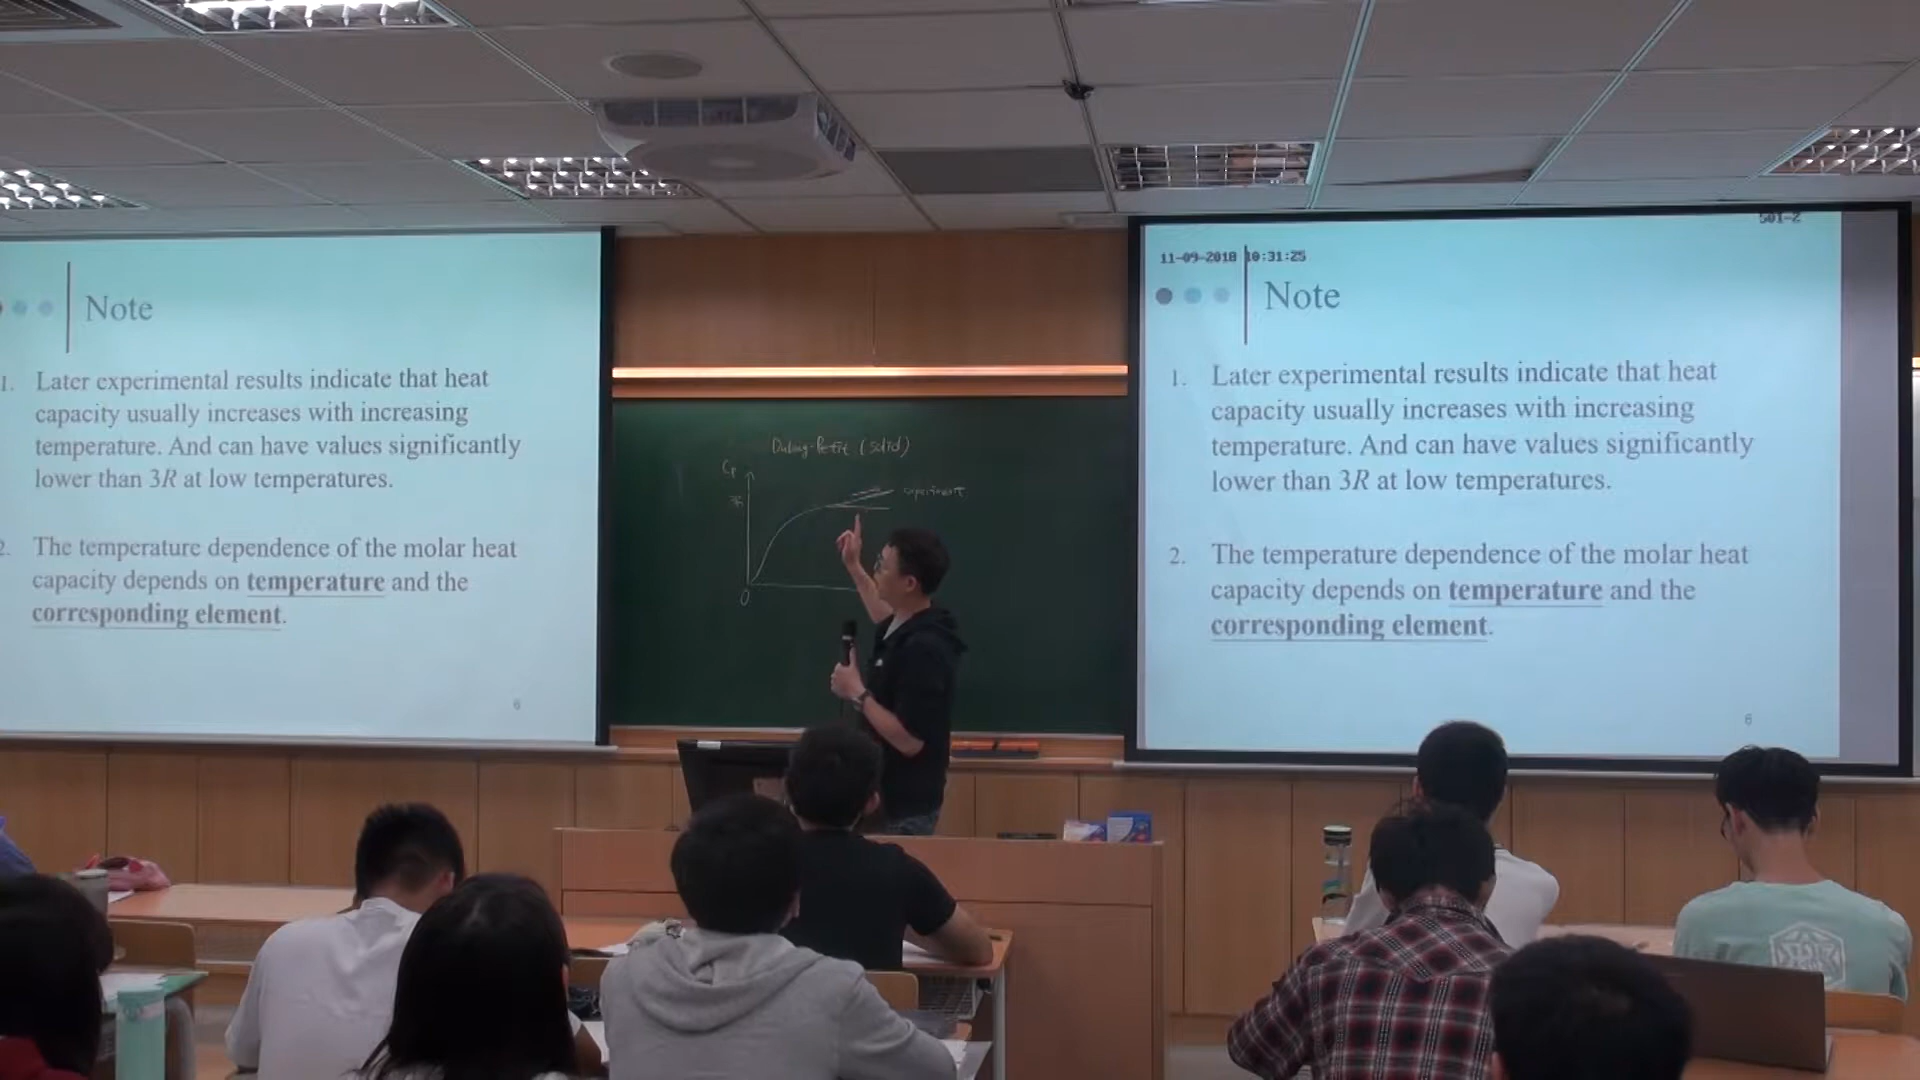 Note
1. Later experimental results indicate that heat
capacity usually increases with increasing
temperature. And can have values significantly
lower than 3R at low temperatures.
2. The temperature dependence of the molar heat
capacity depends on temperature and the
corresponding element.
6
Dulong-Petit (solid)
Cp
experiment
0
501-2
11-09-2018 10:31:25
Note
1. Later experimental results indicate that heat
capacity usually increases with increasing
temperature. And can have values significantly
lower than 3R at low temperatures.
2. The temperature dependence of the molar heat
capacity depends on temperature and the
corresponding element.
6